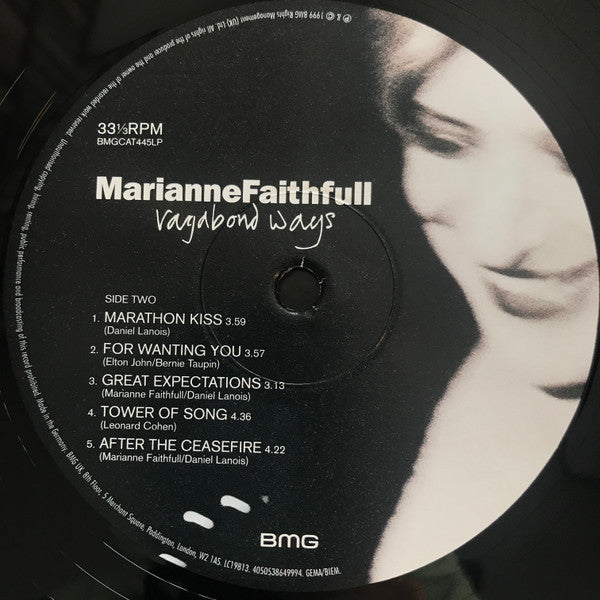 33⅓RPM
BMGCAT445LP
MarianneFaithfull
vagabond ways
SIDE TWO
1. MARATHON KISS 3.59
(Daniel Lanois)
2. FOR WANTING YOU 3.57
(Elton John/Bernie Taupin)
3. GREAT EXPECTATIONS 3.13
(Marianne Faithfull/Daniel Lanois)
4. TOWER OF SONG 4.36
(Leonard Cohen)
5. AFTER THE CEASEFIRE 4.22
(Marianne Faithfull/Daniel Lanois)
BMG
℗ & © 1999 BMG Rights Management (UK) Ltd. All rights of the producer and the owner of the recorded work reserved. Unauthorised copying, hiring, renting, public performance and broadcasting of this record prohibited. Made in the Germany. BMG UK, 8th Floor, 5 Merchant Square, Paddington, London, W2 1AS. LC19813. 4050538649994. GEMA/BIEM.